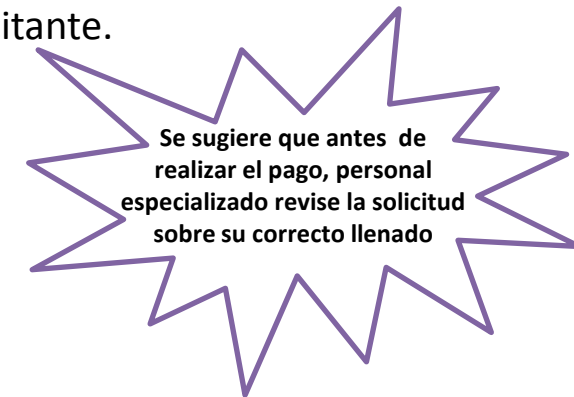 itante.
Se sugiere que antes de
realizar el pago, personal
especializado revise la solicitud
sobre su correcto llenado